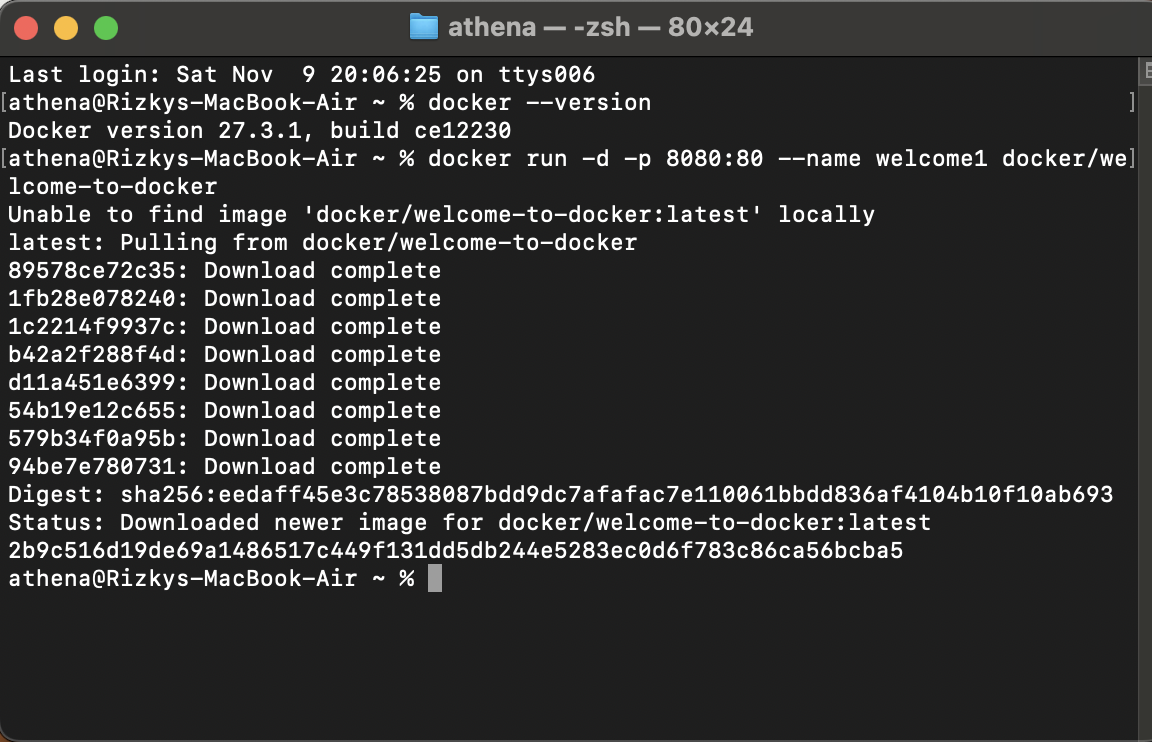 athena — -zsh — 80×24
Last login: Sat Nov  9 20:06:25 on ttys006
[athena@Rizkys-MacBook-Air ~ % docker --version ]
Docker version 27.3.1, build ce12230
[athena@Rizkys-MacBook-Air ~ % docker run -d -p 8080:80 --name welcome1 docker/we]
lcome-to-docker
Unable to find image 'docker/welcome-to-docker:latest' locally
latest: Pulling from docker/welcome-to-docker
89578ce72c35: Download complete
1fb28e078240: Download complete
1c2214f9937c: Download complete
b42a2f288f4d: Download complete
d11a451e6399: Download complete
54b19e12c655: Download complete
579b34f0a95b: Download complete
94be7e780731: Download complete
Digest: sha256:eedaff45e3c78538087bdd9dc7afafac7e110061bbdd836af4104b10f10ab693
Status: Downloaded newer image for docker/welcome-to-docker:latest
2b9c516d19de69a1486517c449f131dd5db244e5283ec0d6f783c86ca56bcba5
athena@Rizkys-MacBook-Air ~ %